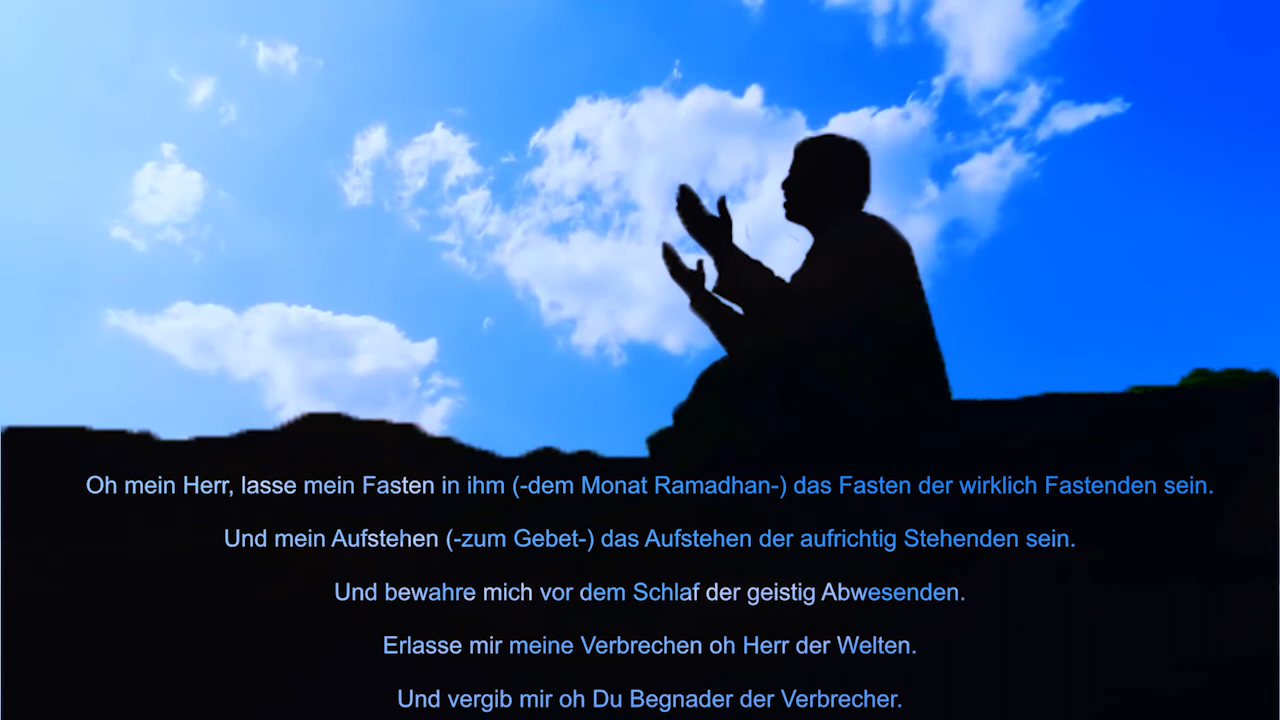 Oh mein Herr, lasse mein Fasten in ihm (-dem Monat Ramadhan-) das Fasten der wirklich Fastenden sein.
Und mein Aufstehen (-zum Gebet-) das Aufstehen der aufrichtig Stehenden sein.
Und bewahre mich vor dem Schlaf der geistig Abwesenden.
Erlasse mir meine Verbrechen oh Herr der Welten.
Und vergib mir oh Du Begnader der Verbrecher.